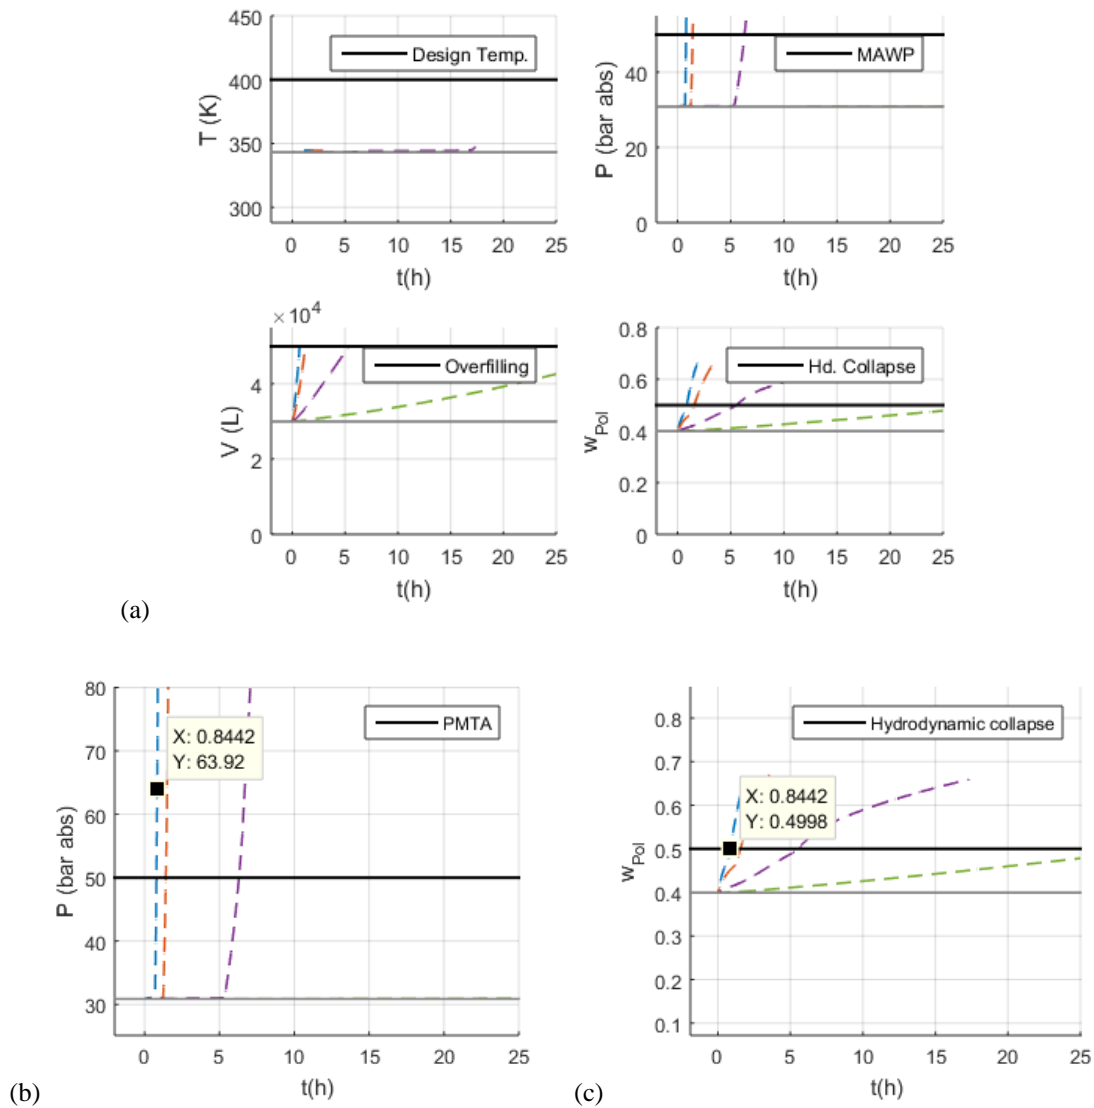 450
400
350
300
T (K)
Design Temp.
0 5 10 15 20 25
t(h)
40
20
0
P (bar abs)
MAWP
0 5 10 15 20 25
t(h)
×10⁴
4
2
0
V (L)
Overfilling
0 5 10 15 20 25
t(h)
0.8
0.6
0.4
0.2
0
wPol
Hd. Collapse
0 5 10 15 20 25
t(h)
(a)
80
70
60
50
40
30
P (bar abs)
PMTA
X: 0.8442
Y: 63.92
0 5 10 15 20 25
t(h)
(b)
0.8
0.7
0.6
0.5
0.4
0.3
0.2
0.1
wPol
Hydrodynamic collapse
X: 0.8442
Y: 0.4998
0 5 10 15 20 25
t(h)
(c)